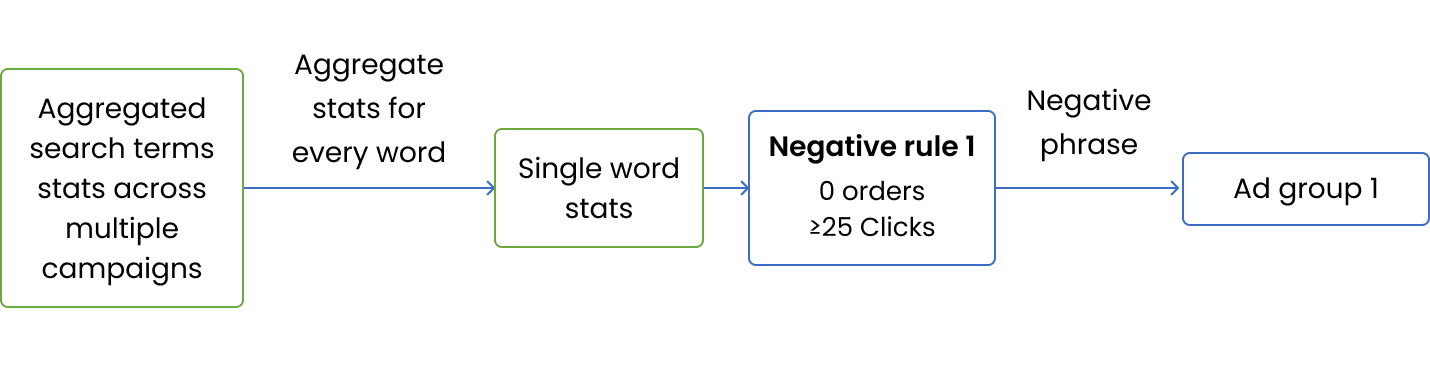 Aggregated
search terms
stats across
multiple
campaigns
Aggregate
stats for
every word
Single word
stats
Negative rule 1
0 orders
≥25 Clicks
Negative
phrase
Ad group 1